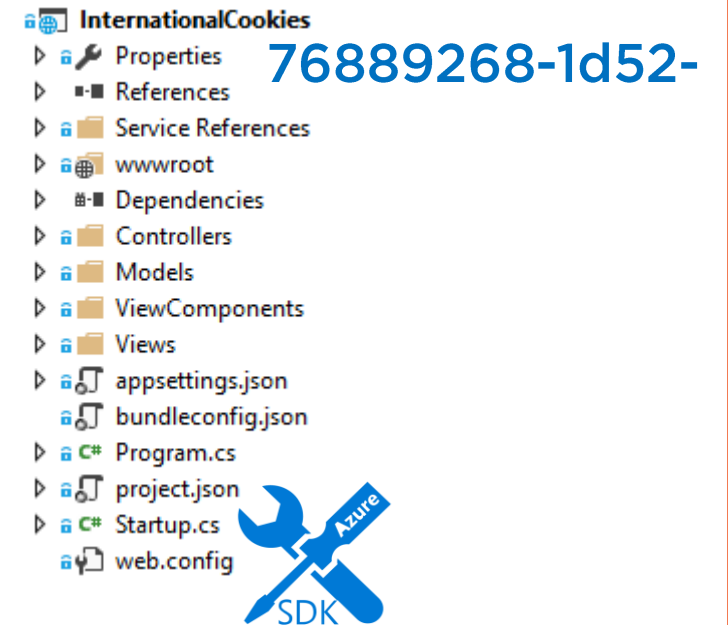 InternationalCookies
Properties
76889268-1d52-
References
Service References
wwwroot
Dependencies
Controllers
Models
ViewComponents
Views
appsettings.json
bundleconfig.json
C# Program.cs
project.json
C# Startup.cs
web.config
Azure
SDK